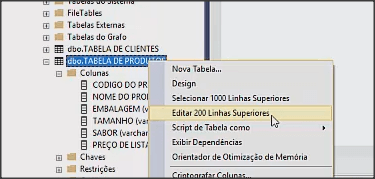 Tabelas do Sistema
FileTables
Tabelas Externas
Tabelas do Grafo
dbo.TABELA DE CLIENTES
dbo.TABELA DE PRODUTOS
Colunas
CODIGO DO PRO
NOME DO PRO
EMBALAGEM (v
TAMANHO (var
SABOR (varchar
PREÇO DE LISTA
Chaves
Restrições
Nova Tabela...
Design
Selecionar 1000 Linhas Superiores
Editar 200 Linhas Superiores
Script de Tabela como
Exibir Dependências
Orientador de Otimização de Memória
Criptografar Colunas...